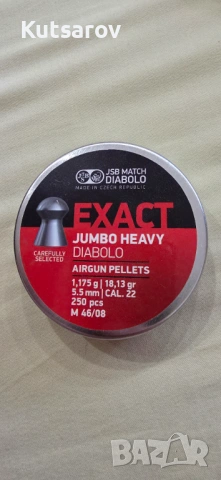 Kutsarov
JSB MATCH
DIABOLO
MADE IN CZECH REPUBLIC
EXACT
JUMBO HEAVY
DIABOLO
CAREFULLY
SELECTED
AIRGUN PELLETS
1,175 g | 18,13 gr
5.5 mm | CAL. 22
250 pcs
M 46/08
bazar
БГ